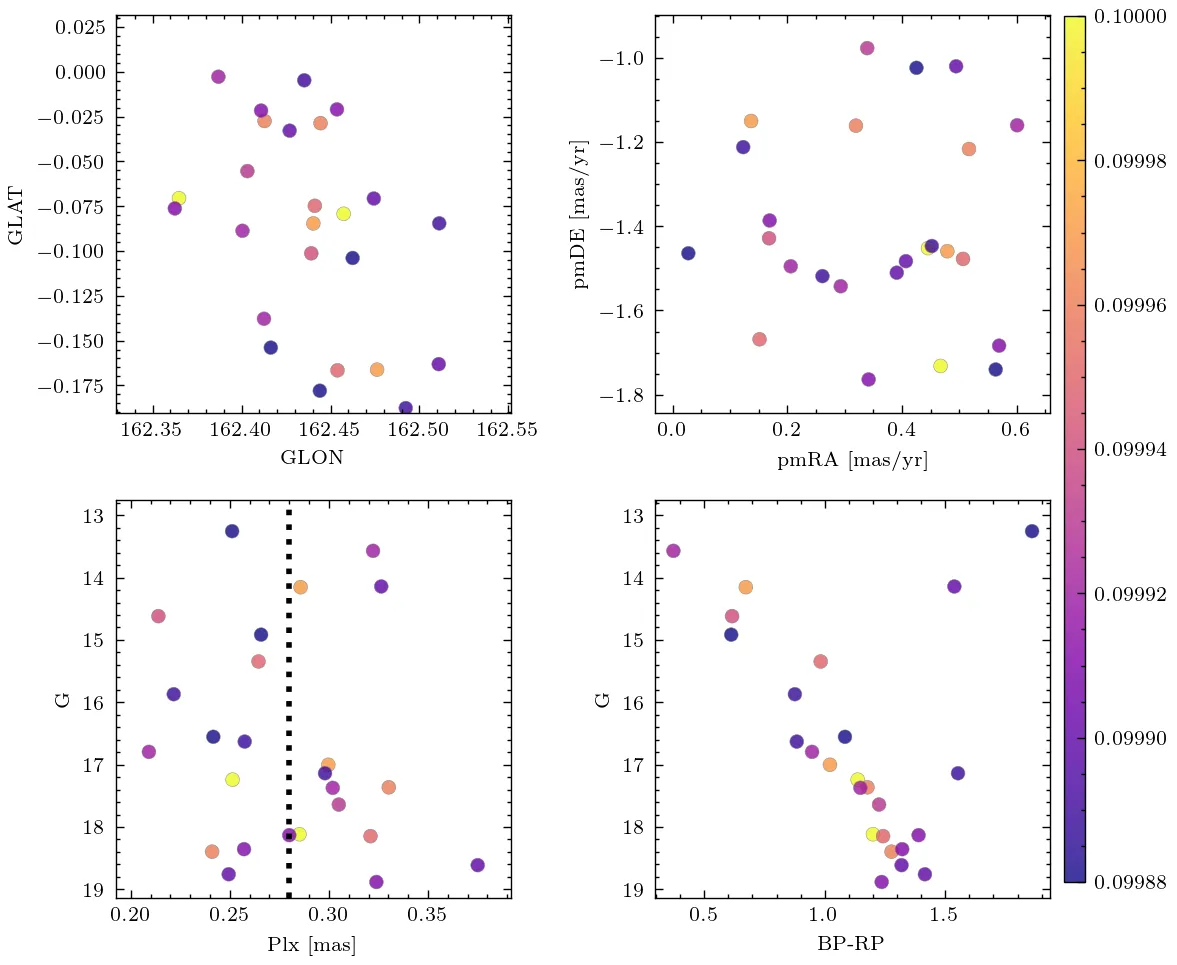 0.025
0.000
−0.025
−0.050
−0.075
−0.100
−0.125
−0.150
−0.175
GLAT
162.35 162.40 162.45 162.50 162.55
GLON
−1.0
−1.2
−1.4
−1.6
−1.8
pmDE [mas/yr]
0.0 0.2 0.4 0.6
pmRA [mas/yr]
0.10000
0.09998
0.09996
0.09994
0.09992
0.09990
0.09988
13
14
15
16
17
18
19
G
0.20 0.25 0.30 0.35
Plx [mas]
13
14
15
16
17
18
19
G
0.5 1.0 1.5
BP-RP